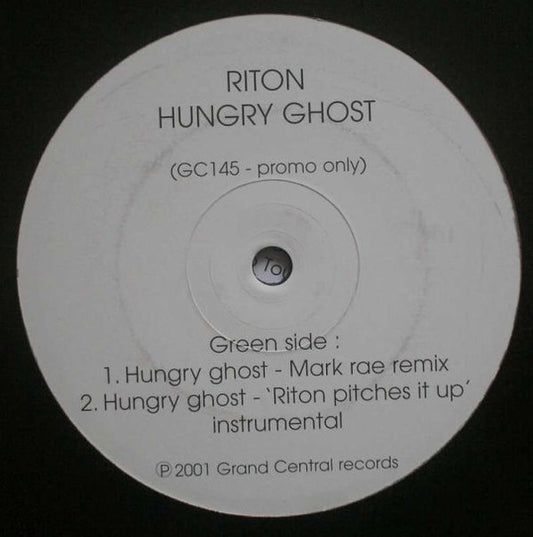 RITON
HUNGRY GHOST
(GC145 - promo only)
Green side :
1. Hungry ghost - Mark rae remix
2. Hungry ghost - ‘Riton pitches it up’
instrumental
℗ 2001 Grand Central records